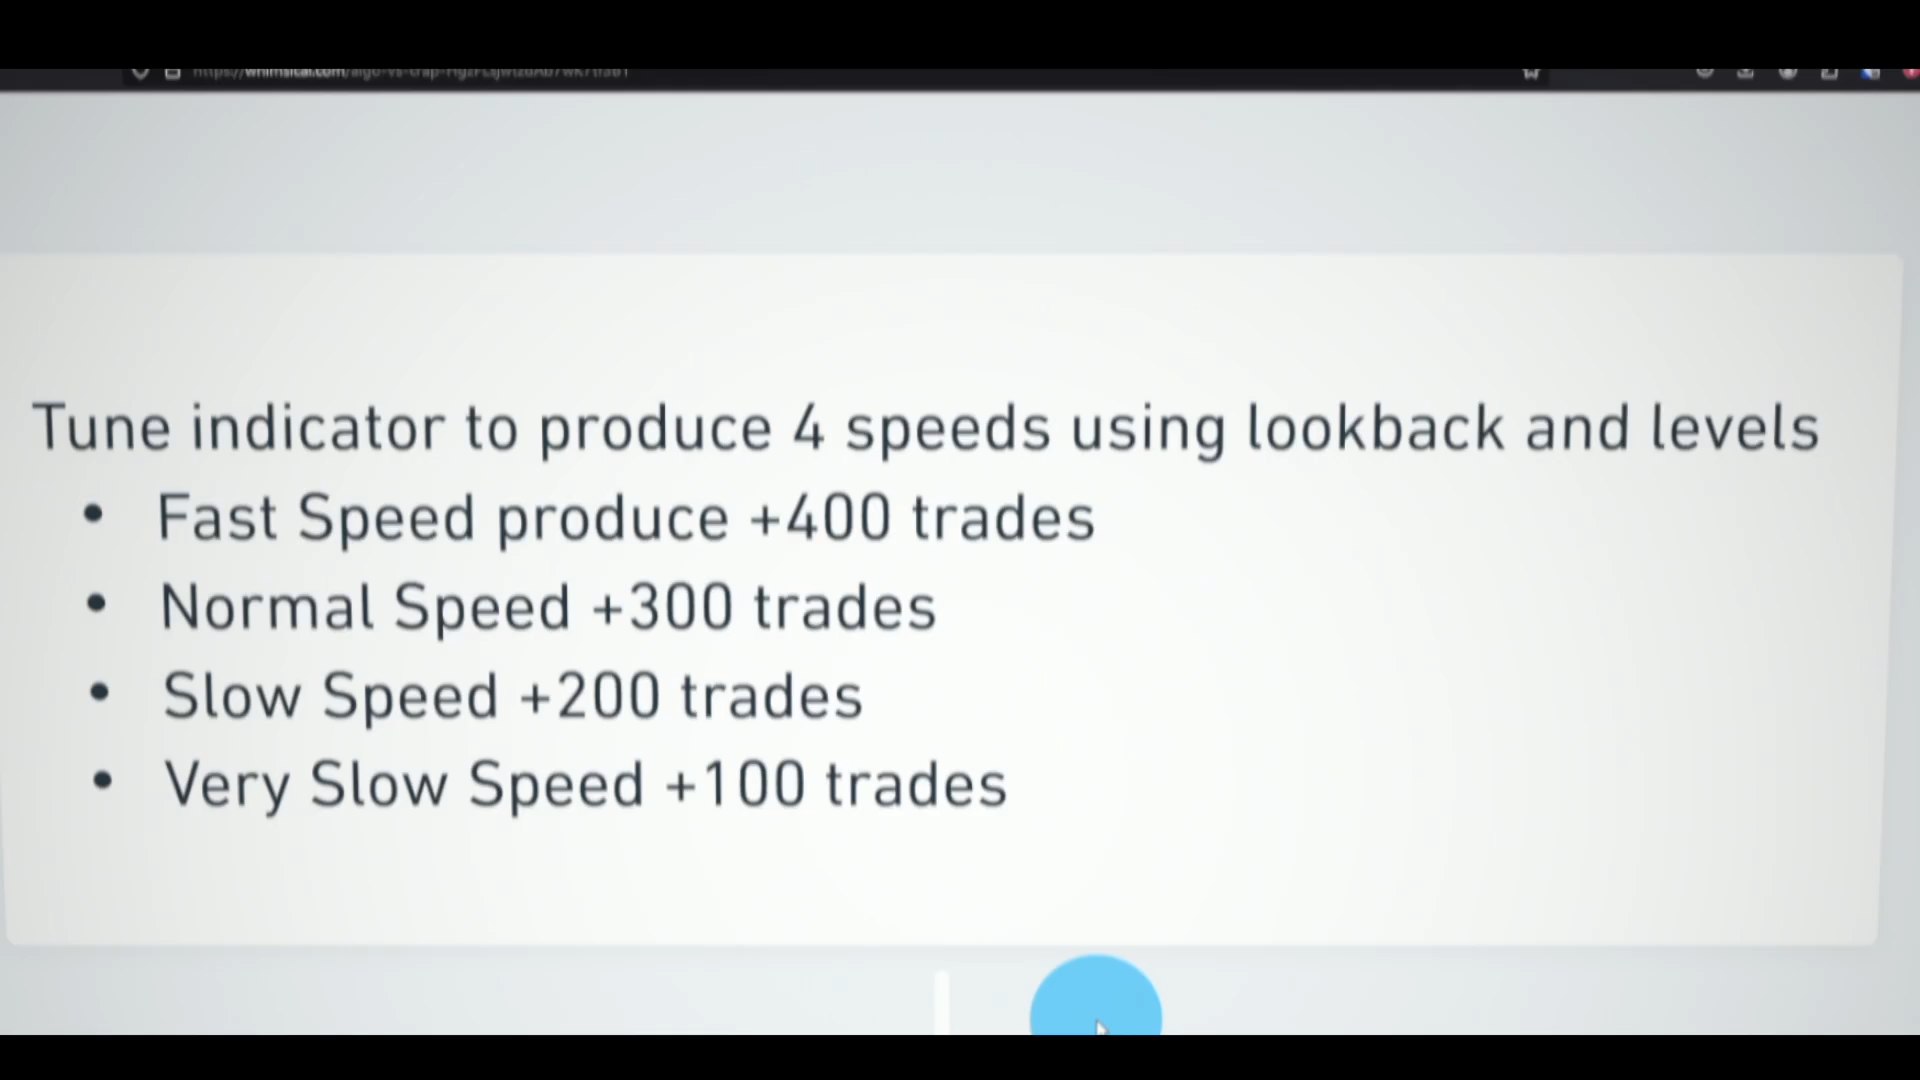 Tune indicator to produce 4 speeds using lookback and levels
• Fast Speed produce +400 trades
• Normal Speed +300 trades
• Slow Speed +200 trades
• Very Slow Speed +100 trades